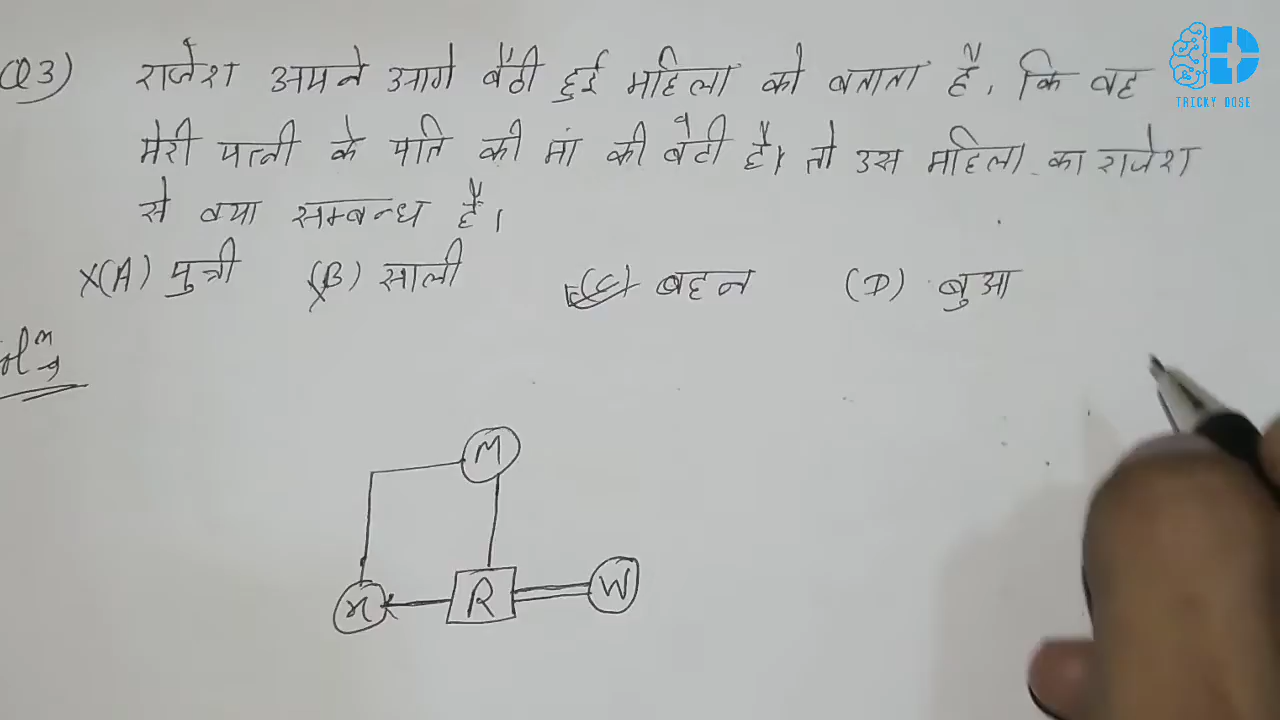 Q3) राजेश अपने आगे बैठी हुई महिला को बताता है, कि वह
मेरी पत्नी के पति की मां की बेटी है। तो उस महिला का राजेश
से क्या सम्बन्ध है।
(A) पुत्री (B) साली (C) बहन (D) बुआ
M
R W
TRICKY DOSE